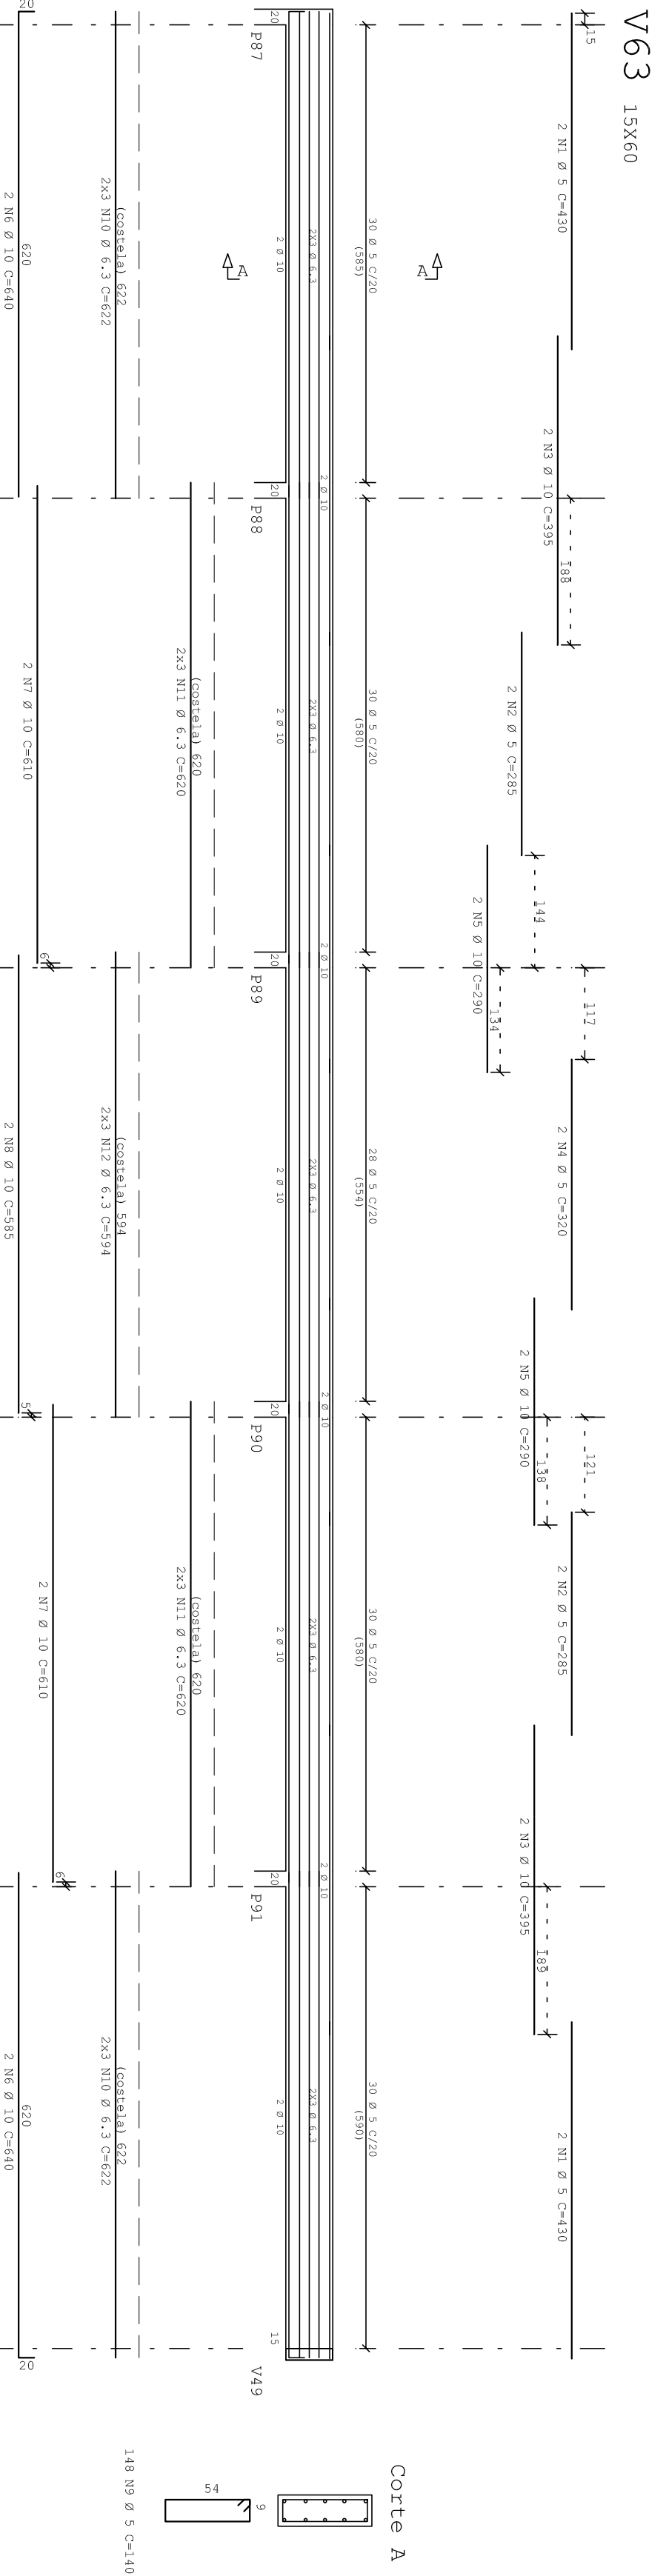 V63 15X60
15
2 N1 Ø 5 C=430
2 N3 Ø 10 C=395
188
2 N2 Ø 5 C=285
144
2 N5 Ø 10 C=290
134
117
2 N4 Ø 5 C=320
2 N5 Ø 10 C=290
138
121
2 N2 Ø 5 C=285
2 N3 Ø 10 C=395
189
2 N1 Ø 5 C=430
A
30 Ø 5 C/20
(585)
30 Ø 5 C/20
(580)
28 Ø 5 C/20
(554)
30 Ø 5 C/20
(580)
30 Ø 5 C/20
(590)
2 Ø 10
2 Ø 10
2 Ø 10
2 Ø 10
2X3 Ø 6.3
2X3 Ø 6.3
2X3 Ø 6.3
2X3 Ø 6.3
2X3 Ø 6.3
2 Ø 10
2 Ø 10
2 Ø 10
2 Ø 10
2 Ø 10
20
20
20
20
20
15
P87
P88
P89
P90
P91
V49
A
(costela) 620
2x3 N11 Ø 6.3 C=620
(costela) 620
2x3 N11 Ø 6.3 C=620
(costela) 622
2x3 N10 Ø 6.3 C=622
(costela) 594
2x3 N12 Ø 6.3 C=594
(costela) 622
2x3 N10 Ø 6.3 C=622
6
2 N7 Ø 10 C=610
6
2 N7 Ø 10 C=610
20
620
2 N6 Ø 10 C=640
5
2 N8 Ø 10 C=585
620
20
2 N6 Ø 10 C=640
Corte A
9
54
148 N9 Ø 5 C=140